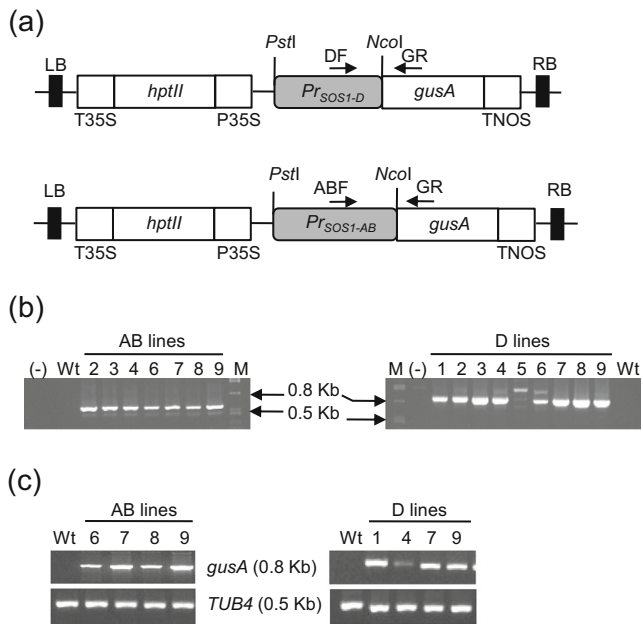 (a)
PstI NcoI
LB DF GR RB
hptII PrSOS1-D gusA
T35S P35S TNOS
PstI NcoI
LB ABF GR RB
hptII PrSOS1-AB gusA
T35S P35S TNOS
(b)
AB lines D lines
(-) Wt 2 3 4 6 7 8 9 M M (-) 1 2 3 4 5 6 7 8 9 Wt
0.8 Kb
0.5 Kb
(c)
AB lines D lines
Wt 6 7 8 9 Wt 1 4 7 9
gusA (0.8 Kb)
TUB4 (0.5 Kb)